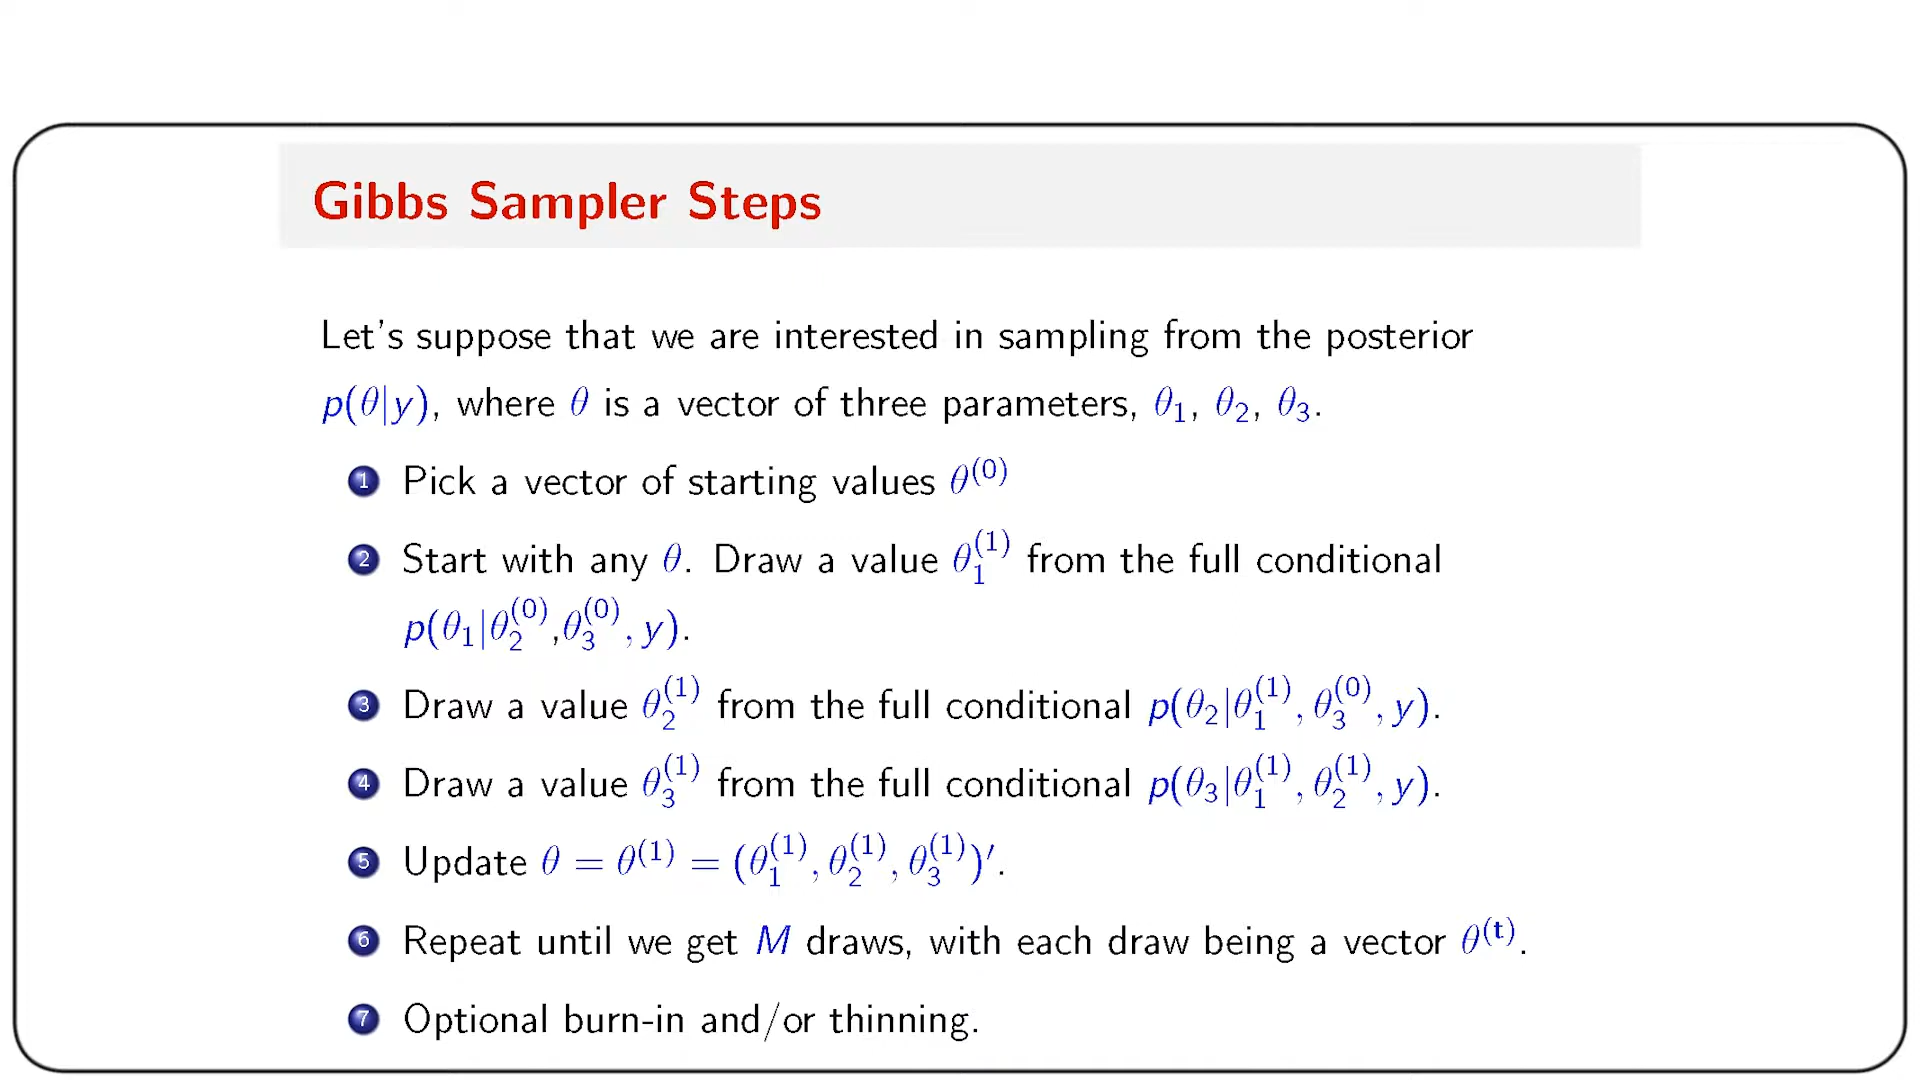 Gibbs Sampler Steps
Let's suppose that we are interested in sampling from the posterior
p(θ|y), where θ is a vector of three parameters, θ₁, θ₂, θ₃.
1 Pick a vector of starting values θ^(0)
2 Start with any θ. Draw a value θ₁^(1) from the full conditional
p(θ₁|θ₂^(0),θ₃^(0), y).
3 Draw a value θ₂^(1) from the full conditional p(θ₂|θ₁^(1), θ₃^(0), y).
4 Draw a value θ₃^(1) from the full conditional p(θ₃|θ₁^(1), θ₂^(1), y).
5 Update θ = θ^(1) = (θ₁^(1), θ₂^(1), θ₃^(1))′.
6 Repeat until we get M draws, with each draw being a vector θ^(t).
7 Optional burn-in and/or thinning.